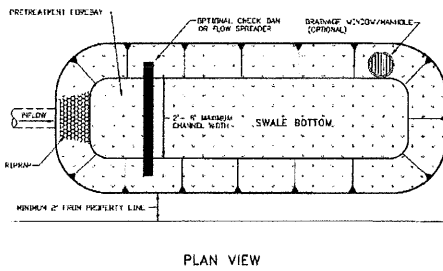 PRETREATMENT FOREBAY
OPTIONAL CHECK DAM
OR FLOW SPREADER
DRAINAGE WINDOW/MANHOLE
(OPTIONAL)
INFLOW
2' - 8' MAXIMUM
CHANNEL WIDTH
SWALE BOTTOM
RIPRAP
MINIMUM 2' FROM PROPERTY LINE
PLAN VIEW